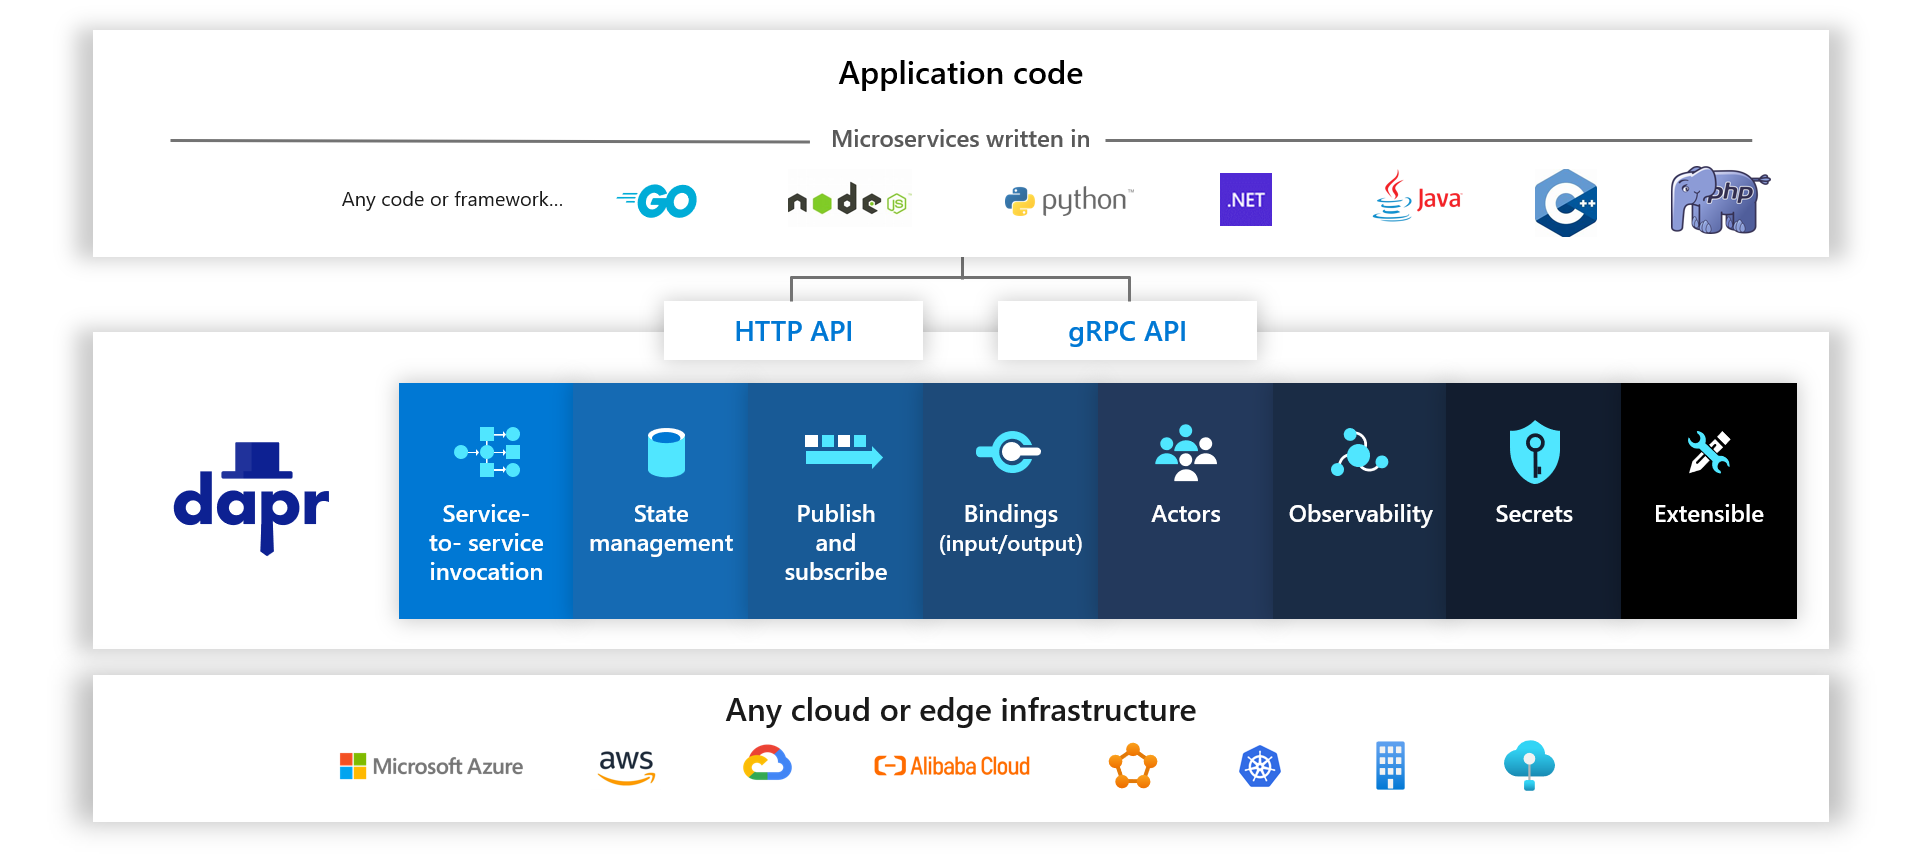 Application code
Microservices written in
Any code or framework...
GO
node JS
python™
.NET
Java
C++
php
HTTP API
gRPC API
dapr
Service-
to- service
invocation
State
management
Publish
and
subscribe
Bindings
(input/output)
Actors
Observability
Secrets
Extensible
Any cloud or edge infrastructure
Microsoft Azure
aws
Alibaba Cloud